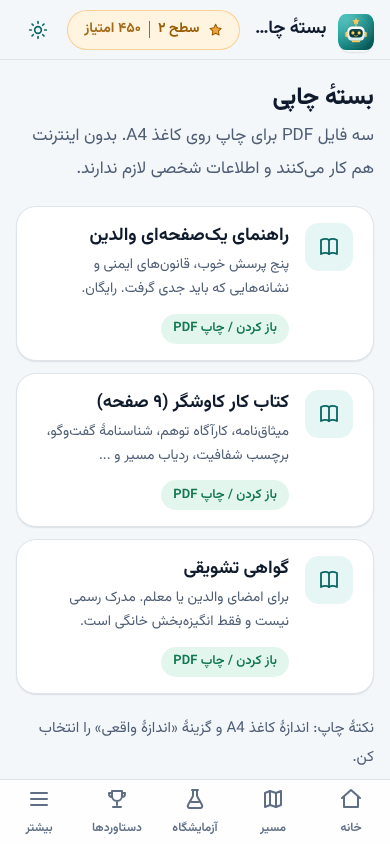 بستهٔ چا...
سطح ۲ | ۴۵۰ امتیاز
بستهٔ چاپی
سه فایل PDF برای چاپ روی کاغذ A4. بدون اینترنت
هم کار می‌کنند و اطلاعات شخصی لازم ندارند.
راهنمای یک‌صفحه‌ای والدین
پنج پرسش خوب، قانون‌های ایمنی و
نشانه‌هایی که باید جدی گرفت. رایگان.
باز کردن / چاپ PDF
کتاب کار کاوشگر (۹ صفحه)
میثاق‌نامه، کارآگاه توهم، شناسنامهٔ گفت‌وگو،
برچسب شفافیت، ردیاب مسیر و ...
باز کردن / چاپ PDF
گواهی تشویقی
برای امضای والدین یا معلم. مدرک رسمی
نیست و فقط انگیزه‌بخش خانگی است.
باز کردن / چاپ PDF
نکتهٔ چاپ: اندازهٔ کاغذ A4 و گزینهٔ «اندازهٔ واقعی» را انتخاب
کن.
خانه
مسیر
آزمایشگاه
دستاوردها
بیشتر